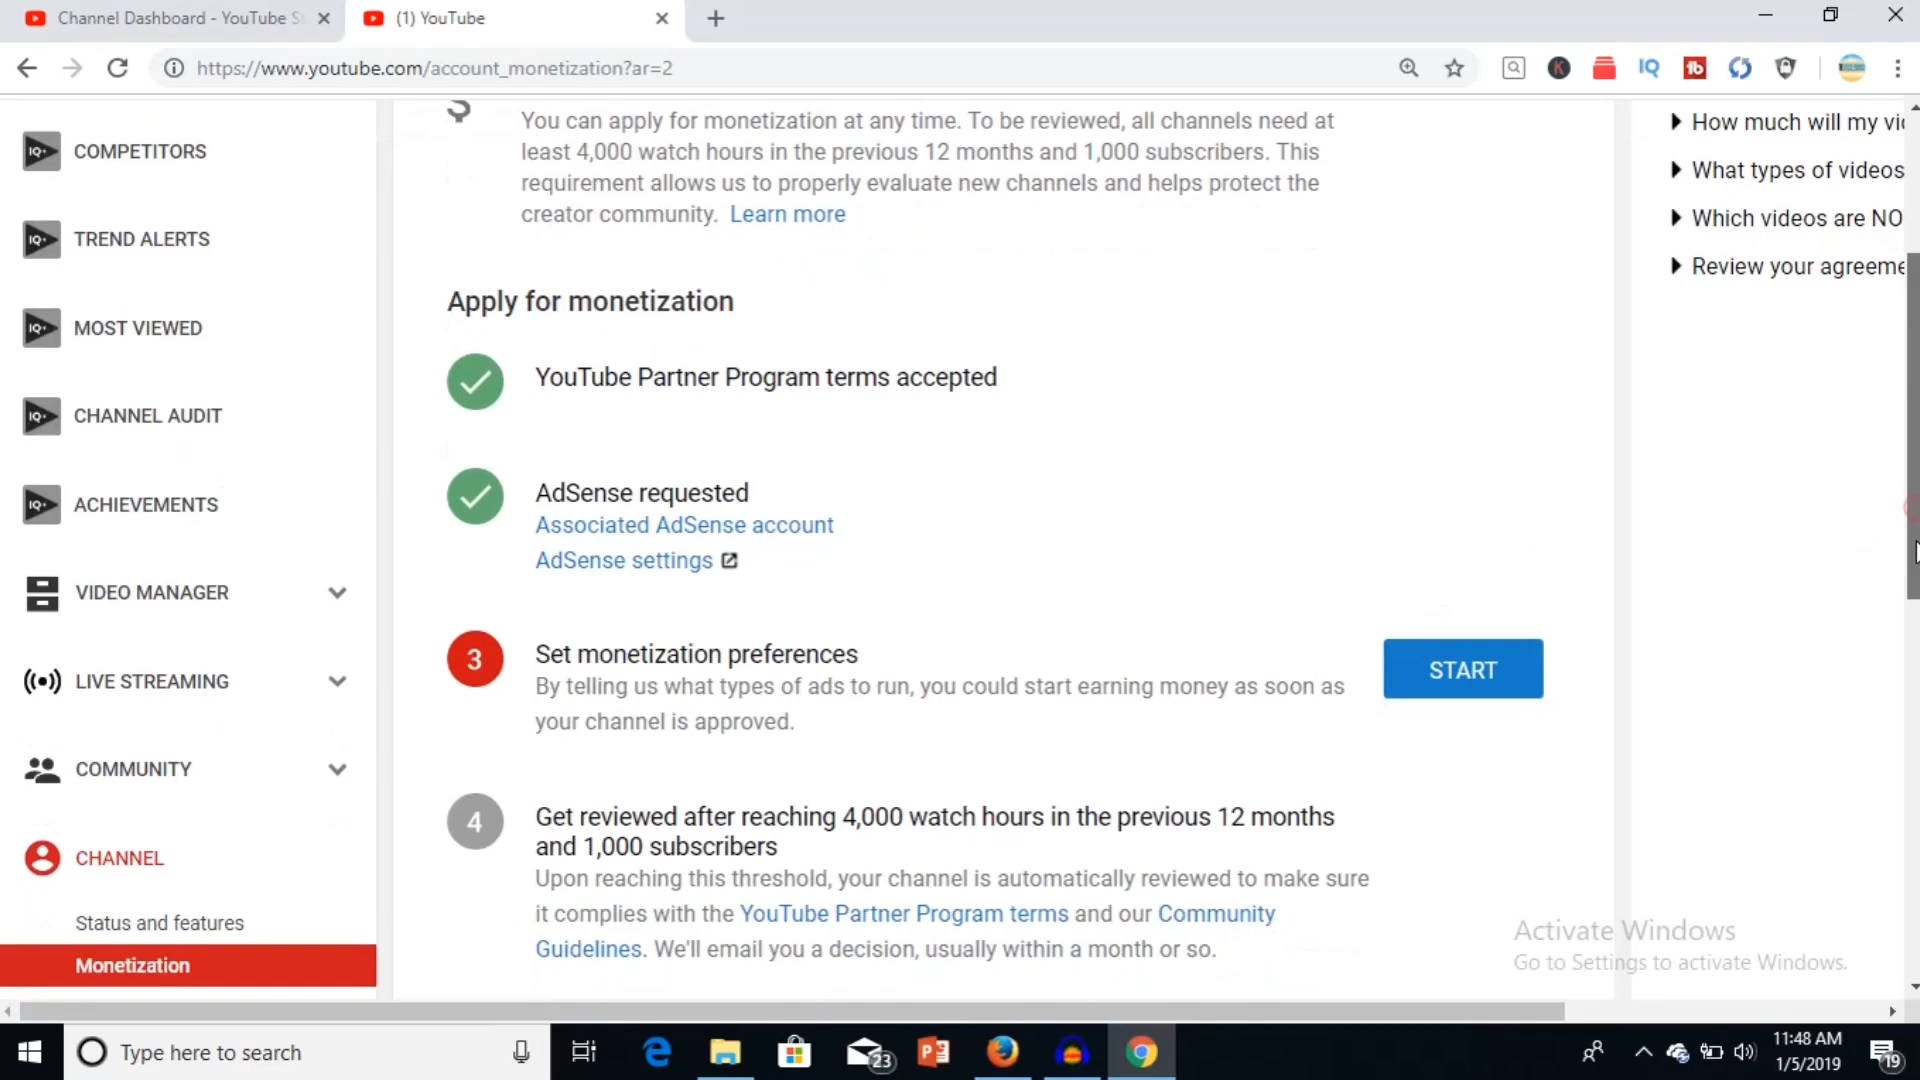 Channel Dashboard - YouTube S
(1) YouTube
https://www.youtube.com/account_monetization?ar=2
IQ
COMPETITORS
TREND ALERTS
MOST VIEWED
CHANNEL AUDIT
ACHIEVEMENTS
VIDEO MANAGER
LIVE STREAMING
COMMUNITY
CHANNEL
Status and features
Monetization
You can apply for monetization at any time. To be reviewed, all channels need at
least 4,000 watch hours in the previous 12 months and 1,000 subscribers. This
requirement allows us to properly evaluate new channels and helps protect the
creator community. Learn more
Apply for monetization
YouTube Partner Program terms accepted
AdSense requested
Associated AdSense account
AdSense settings
3
Set monetization preferences
By telling us what types of ads to run, you could start earning money as soon as
your channel is approved.
START
4
Get reviewed after reaching 4,000 watch hours in the previous 12 months
and 1,000 subscribers
Upon reaching this threshold, your channel is automatically reviewed to make sure
it complies with the YouTube Partner Program terms and our Community
Guidelines. We'll email you a decision, usually within a month or so.
How much will my vi
What types of videos
Which videos are NO
Review your agreeme
Activate Windows
Go to Settings to activate Windows.
Type here to search
23
11:48 AM
1/5/2019
19